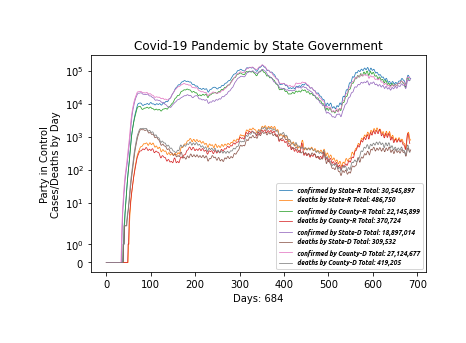 Covid-19 Pandemic by State Government
Party in Control
Cases/Deaths by Day
10⁵
10⁴
10³
10²
10¹
10⁰
0
confirmed by State-R Total: 30,545,897
deaths by State-R Total: 486,750
confirmed by County-R Total: 22,145,899
deaths by County-R Total: 370,724
confirmed by State-D Total: 18,897,014
deaths by State-D Total: 309,532
confirmed by County-D Total: 27,124,677
deaths by County-D Total: 419,205
0 100 200 300 400 500 600 700
Days: 684